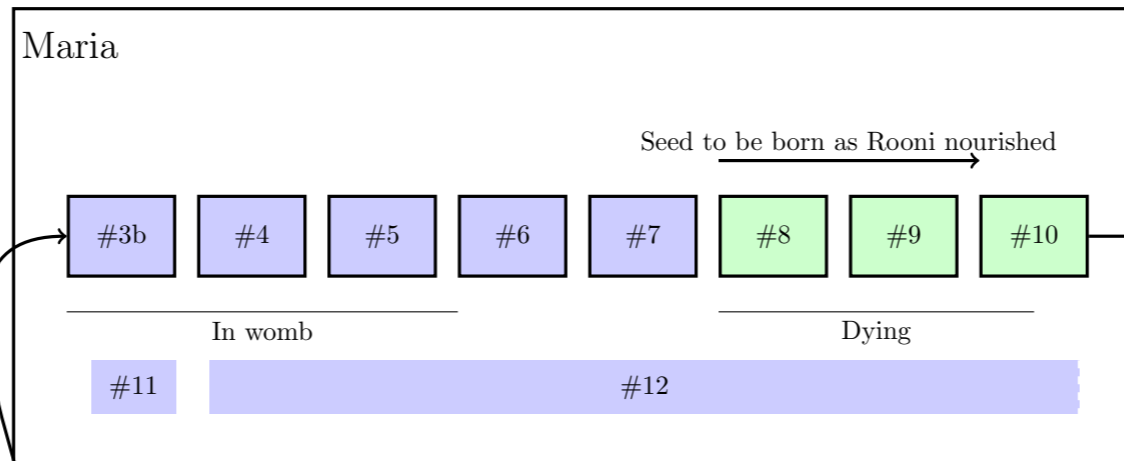 Maria
Seed to be born as Rooni nourished
#3b #4 #5 #6 #7 #8 #9 #10
In womb Dying
#11 #12